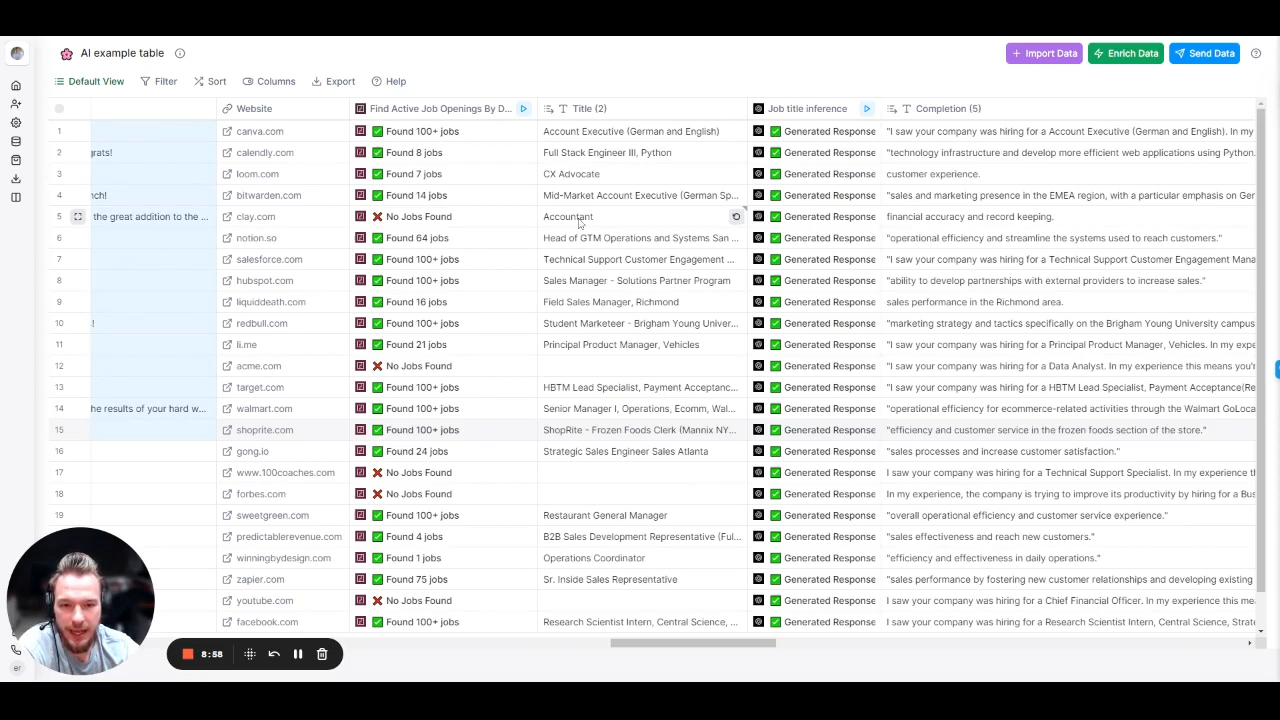 AI example table
Import Data Enrich Data Send Data
Default View Filter Sort Columns Export Help
Website Find Active Job Openings By D... Title (2) Job title inference Completion (5)
1 canva.com Found 100+ jobs Account Executive (German and English) Generated Response "I saw your company was hiring for a Account Executive (German and English). In my
2 grats! calendly.com Found 8 jobs Full Stack Engineer III, Python Generated Response "technology infrastructure and develop more efficient web applications using Python.
3 loom.com Found 7 jobs CX Advocate Generated Response customer experience.
4 nch! bitwarden.com Found 14 jobs Mid-Market Account Executive (German Sp... Generated Response "sales and marketing presence in the EMEA region, with a particular emphasis on Ger
5 the great addition to the ... clay.com No Jobs Found Accountant Generated Response financial accuracy and record keeping.
6 notion.so Found 64 jobs Head of GTM Operations and Systems San ... Generated Response "operational efficiency and streamline the systems used to reach customers."
7 salesforce.com Found 100+ jobs Technical Support Customer Engagement ... Generated Response "I saw your company was hiring for a Technical Support Customer Engagement Mana
8 hubspot.com Found 100+ jobs Sales Manager - Solutions Partner Program Generated Response "ability to develop partnerships with external providers to increase sales."
9 liquiddeath.com Found 16 jobs Field Sales Manager, Richmond Generated Response sales performance in the Richmond area.
10 s! redbull.com Found 100+ jobs Student Marketeer - Brigham Young Univer... Generated Response "marketing strategy and tactics specifically on the Brigham Young University campus
11 li.me Found 21 jobs Principal Product Manager, Vehicles Generated Response "I saw your company was hiring for a Principal Product Manager, Vehicles. In my expe
12 acme.com No Jobs Found Generated Response "I saw your company was hiring for a Data Analyst. In my experience this means you'r
13 target.com Found 100+ jobs HBTM Lead Specialist, Payment Acceptanc... Generated Response "I saw your company was hiring for a HBTM Lead Specialist, Payment Acceptance(Re
14 he results of your hard w... walmart.com Found 100+ jobs Senior Manager I, Operations, Ecomm, Wal... Generated Response "operational efficiency for ecommerce-related activities through the Walmart GoLoca
15 shoprite.com Found 100+ jobs ShopRite - Frozen Foods Clerk (Mannix NY... Generated Response "efficiency and customer service in the frozen foods section of the store."
16 gong.io Found 24 jobs Strategic Sales Engineer Sales Atlanta Generated Response "sales processes and increase customer satisfaction."
17 www.100coaches.com No Jobs Found Generated Response I saw your company was hiring for a Technical Support Specialist. In my experience th
18 forbes.com No Jobs Found Generated Response In my experience, the company is trying to improve its productivity by hiring for a Bus
19 sweetgreen.com Found 100+ jobs Restaurant General Manager Generated Response "overall operational efficiency and customer service experience."
predictablerevenue.com Found 4 jobs B2B Sales Development Representative (Ful... Generated Response "sales effectiveness and reach new customers."
winningbydesign.com Found 1 jobs Operations Coordinator Generated Response "efficiency and effectiveness in daily operations."
zapier.com Found 75 jobs Sr. Inside Sales Representative Generated Response "sales performance by fostering new customer relationships and developing existing
youtube.com No Jobs Found Generated Response I saw your company was hiring for a Chief Financial Officer. In my experience this mea
facebook.com Found 100+ jobs Research Scientist Intern, Central Science, ... Generated Response I saw your company was hiring for a Research Scientist Intern, Central Science, Strate
8:58
er